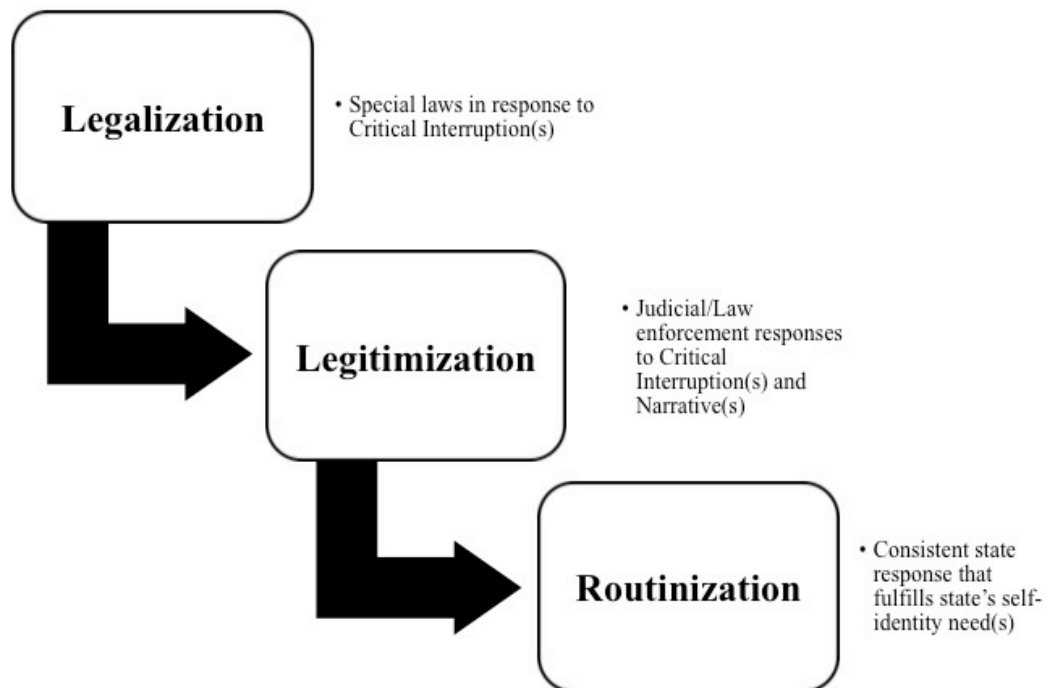 Legalization
• Special laws in response to
Critical Interruption(s)
Legitimization
• Judicial/Law
enforcement responses
to Critical
Interruption(s) and
Narrative(s)
Routinization
• Consistent state
response that
fulfills state's self-
identity need(s)